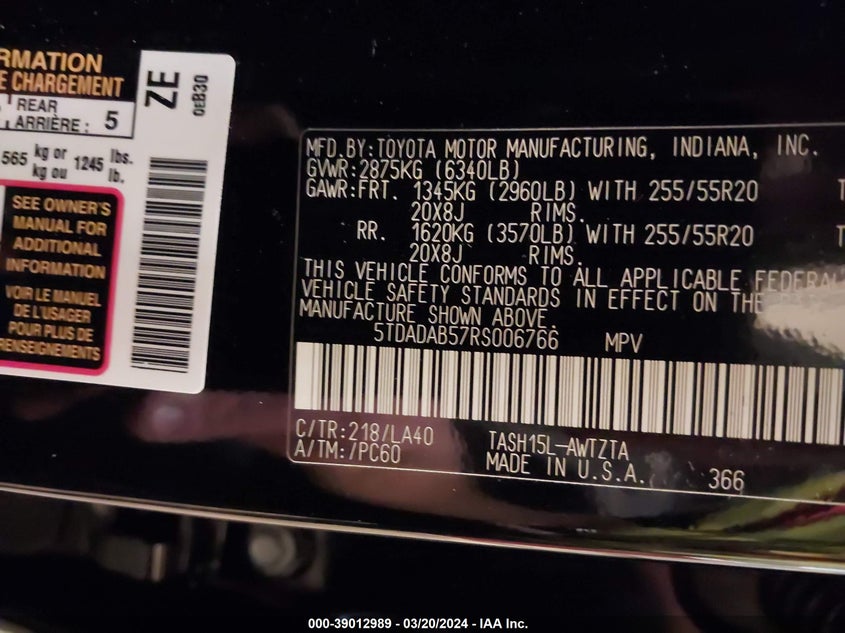 RMATION
E CHARGEMENT
REAR
ARRIÈRE : 5
565 kg or 1245 lbs.
kg ou lb.
SEE OWNER'S
MANUAL FOR
ADDITIONAL
INFORMATION
VOIR LE MANUEL
DE L'USAGER
POUR PLUS DE
RENSEIGNEMENTS
ZE
0EB30
MFD.BY:TOYOTA MOTOR MANUFACTURING, INDIANA, INC.
GVWR:2875KG (6340LB)
GAWR:FRT. 1345KG (2960LB) WITH 255/55R20 T
20X8J RIMS.
RR. 1620KG (3570LB) WITH 255/55R20 T
20X8J RIMS.
THIS VEHICLE CONFORMS TO ALL APPLICABLE FEDERAL
VEHICLE SAFETY STANDARDS IN EFFECT ON THE
MANUFACTURE SHOWN ABOVE.
5TDADAB57RS006766 MPV
C/TR:218/LA40 TASH15L-AWTZTA
A/TM:/PC60 MADE IN U.S.A. 366
000-39012989 - 03/20/2024 - IAA Inc.